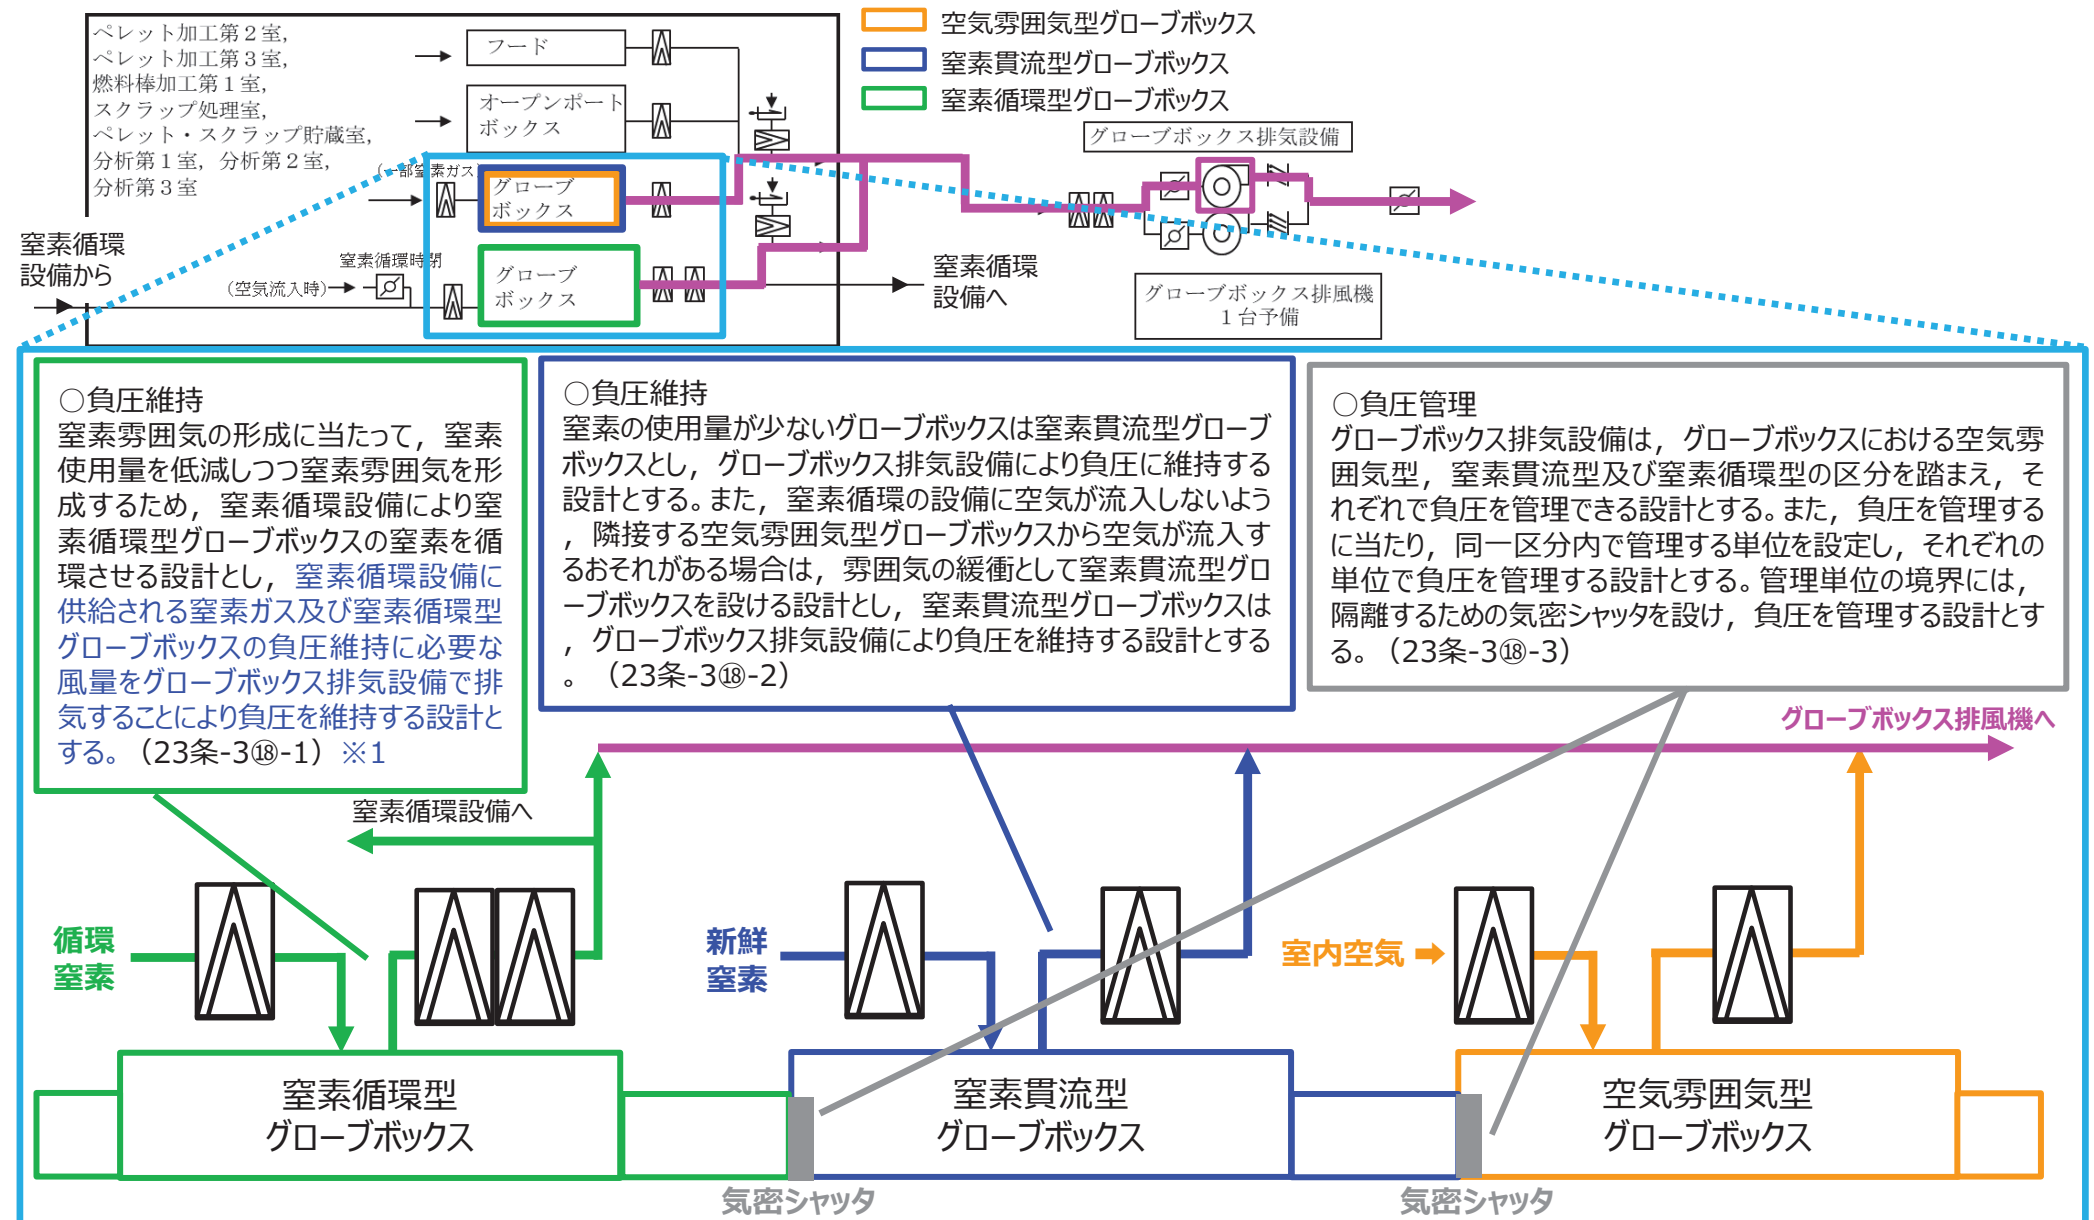 ペレット加工第２室，
ペレット加工第３室，
燃料棒加工第１室，
スクラップ処理室，
ペレット・スクラップ貯蔵室，
分析第１室，分析第２室，
分析第３室
フード
オープンポート
ボックス
(一部窒素ガス)
グローブ
ボックス
窒素循環
設備から
窒素循環時閉
(空気流入時)
グローブ
ボックス
窒素循環
設備へ
空気雰囲気型グローブボックス
窒素貫流型グローブボックス
窒素循環型グローブボックス
グローブボックス排気設備
グローブボックス排風機
１台予備
○負圧維持
窒素雰囲気の形成に当たって，窒素
使用量を低減しつつ窒素雰囲気を形
成するため，窒素循環設備により窒
素循環型グローブボックスの窒素を循
環させる設計とし，窒素循環設備に
供給される窒素ガス及び窒素循環型
グローブボックスの負圧維持に必要な
風量をグローブボックス排気設備で排
気することにより負圧を維持する設計と
する。（23条-3⑱-1）※1
○負圧維持
窒素の使用量が少ないグローブボックスは窒素貫流型グローブ
ボックスとし，グローブボックス排気設備により負圧に維持する
設計とする。また，窒素循環の設備に空気が流入しないよう
，隣接する空気雰囲気型グローブボックスから空気が流入す
るおそれがある場合は，雰囲気の緩衝として窒素貫流型グロ
ーブボックスを設ける設計とし，窒素貫流型グローブボックスは
，グローブボックス排気設備により負圧を維持する設計とする
。（23条-3⑱-2）
○負圧管理
グローブボックス排気設備は，グローブボックスにおける空気雰
囲気型，窒素貫流型及び窒素循環型の区分を踏まえ，そ
れぞれで負圧を管理できる設計とする。また，負圧を管理する
に当たり，同一区分内で管理する単位を設定し，それぞれの
単位で負圧を管理する設計とする。管理単位の境界には，
隔離するための気密シャッタを設け，負圧を管理する設計とす
る。（23条-3⑱-3）
グローブボックス排風機へ
窒素循環設備へ
循環
窒素
新鮮
窒素
室内空気
窒素循環型
グローブボックス
窒素貫流型
グローブボックス
空気雰囲気型
グローブボックス
気密シャッタ
気密シャッタ